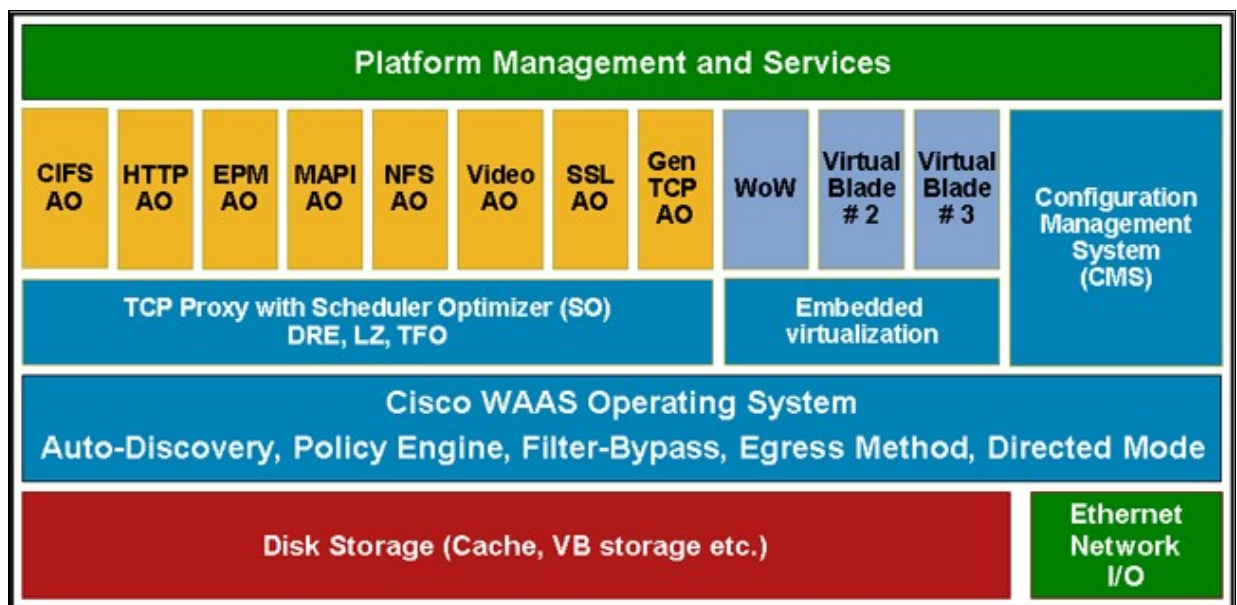 Platform Management and Services
CIFS
AO
HTTP
AO
EPM
AO
MAPI
AO
NFS
AO
Video
AO
SSL
AO
Gen
TCP
AO
WoW
Virtual
Blade
# 2
Virtual
Blade
# 3
Configuration
Management
System
(CMS)
TCP Proxy with Scheduler Optimizer (SO)
DRE, LZ, TFO
Embedded
virtualization
Cisco WAAS Operating System
Auto-Discovery, Policy Engine, Filter-Bypass, Egress Method, Directed Mode
Disk Storage (Cache, VB storage etc.)
Ethernet
Network
I/O